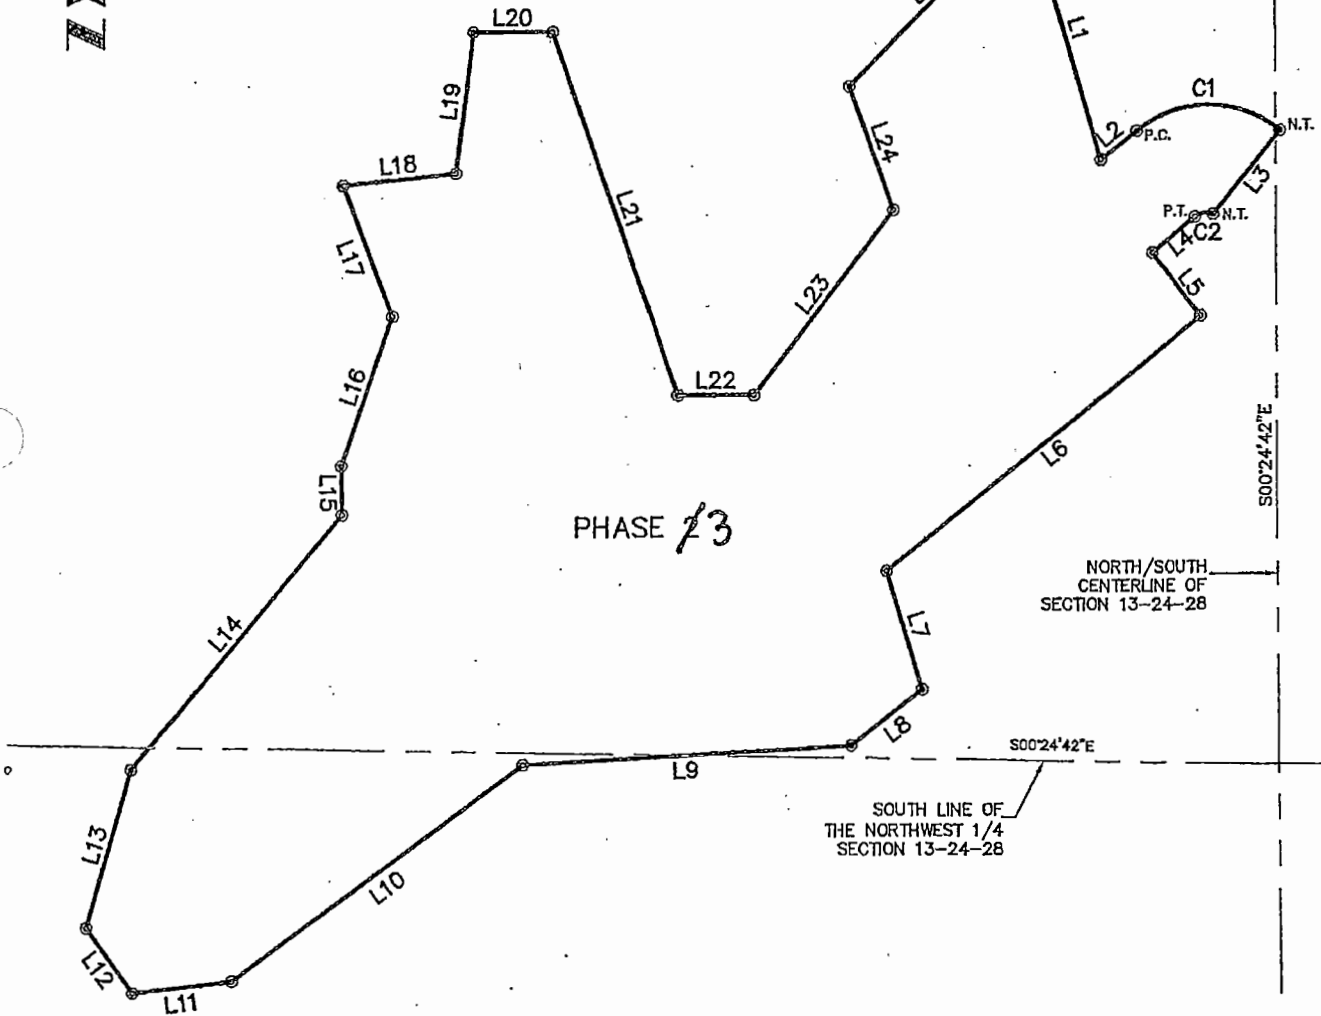 L20
L1
C1
L19
L2
P.C.
N.T.
L18
L24
L3
P.T.
N.T.
L21
L4
C2
L17
L5
L23
L16
L22
S00°24'42"E
L6
L15
PHASE 3
NORTH/SOUTH
CENTERLINE OF
SECTION 13-24-28
L14
L7
L8
S00°24'42"E
L9
SOUTH LINE OF
THE NORTHWEST 1/4
SECTION 13-24-28
L13
L10
L12
L11